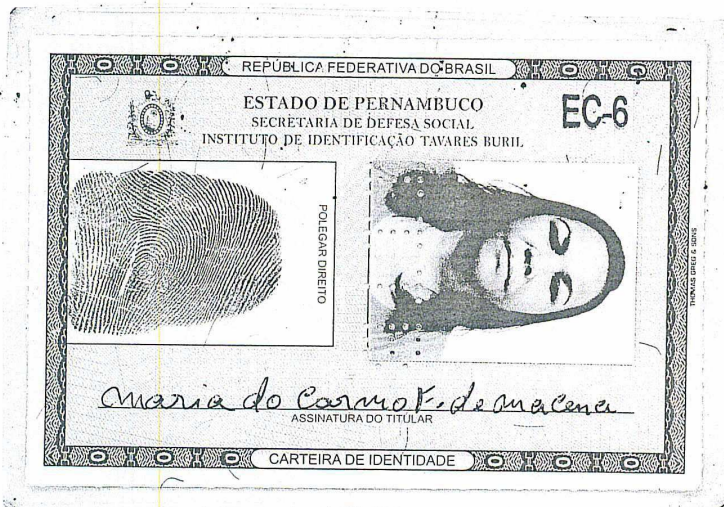 REPÚBLICA FEDERATIVA DO BRASIL
ESTADO DE PERNAMBUCO
SECRETARIA DE DEFESA SOCIAL
INSTITUTO DE IDENTIFICAÇÃO TAVARES BURIL
EC-6
POLEGAR DIREITO
THOMAS GREG & SONS
Maria do Carmo F. de Macena
ASSINATURA DO TITULAR
CARTEIRA DE IDENTIDADE